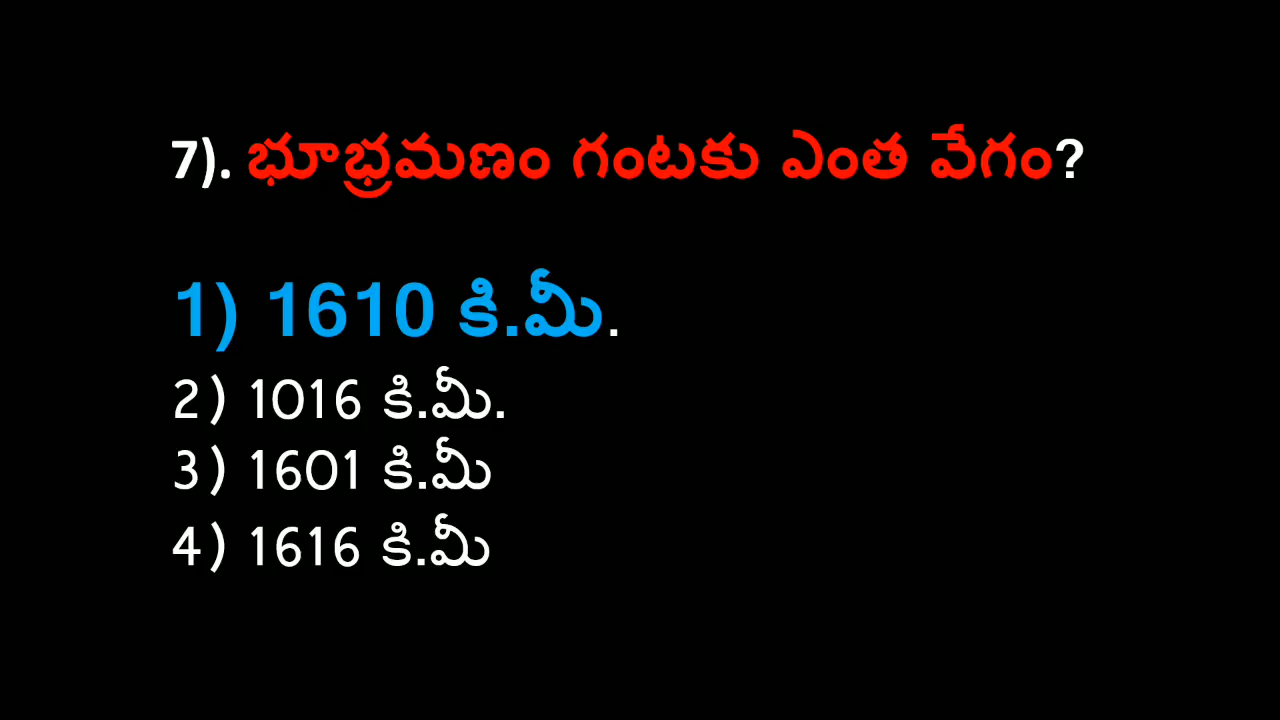 7). భూభ్రమణం గంటకు ఎంత వేగం?
1) 1610 కి.మీ.
2) 1016 కి.మీ.
3) 1601 కి.మీ
4) 1616 కి.మీ